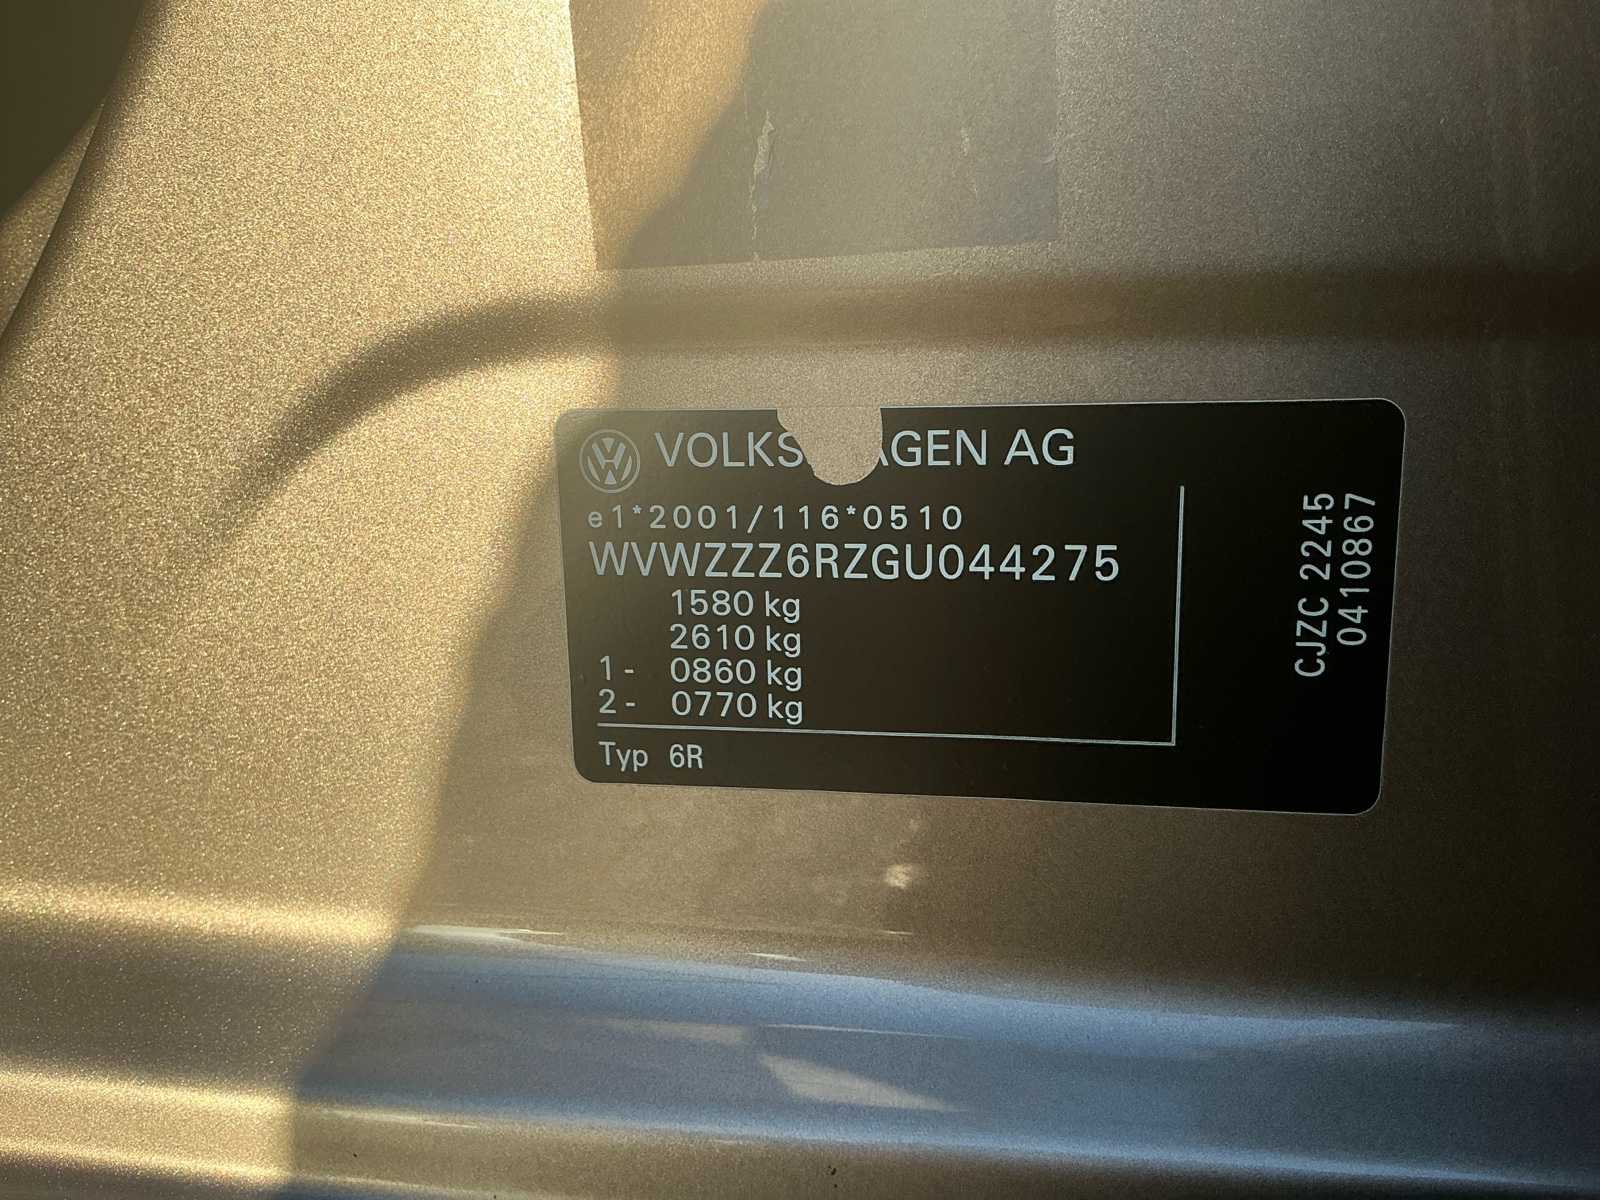 VOLKS AGEN AG
e1*2001/116*0510
WVWZZZ6RZGU044275
1580 kg
2610 kg
1- 0860 kg
2- 0770 kg
Typ 6R
CJZC 2245
0410867